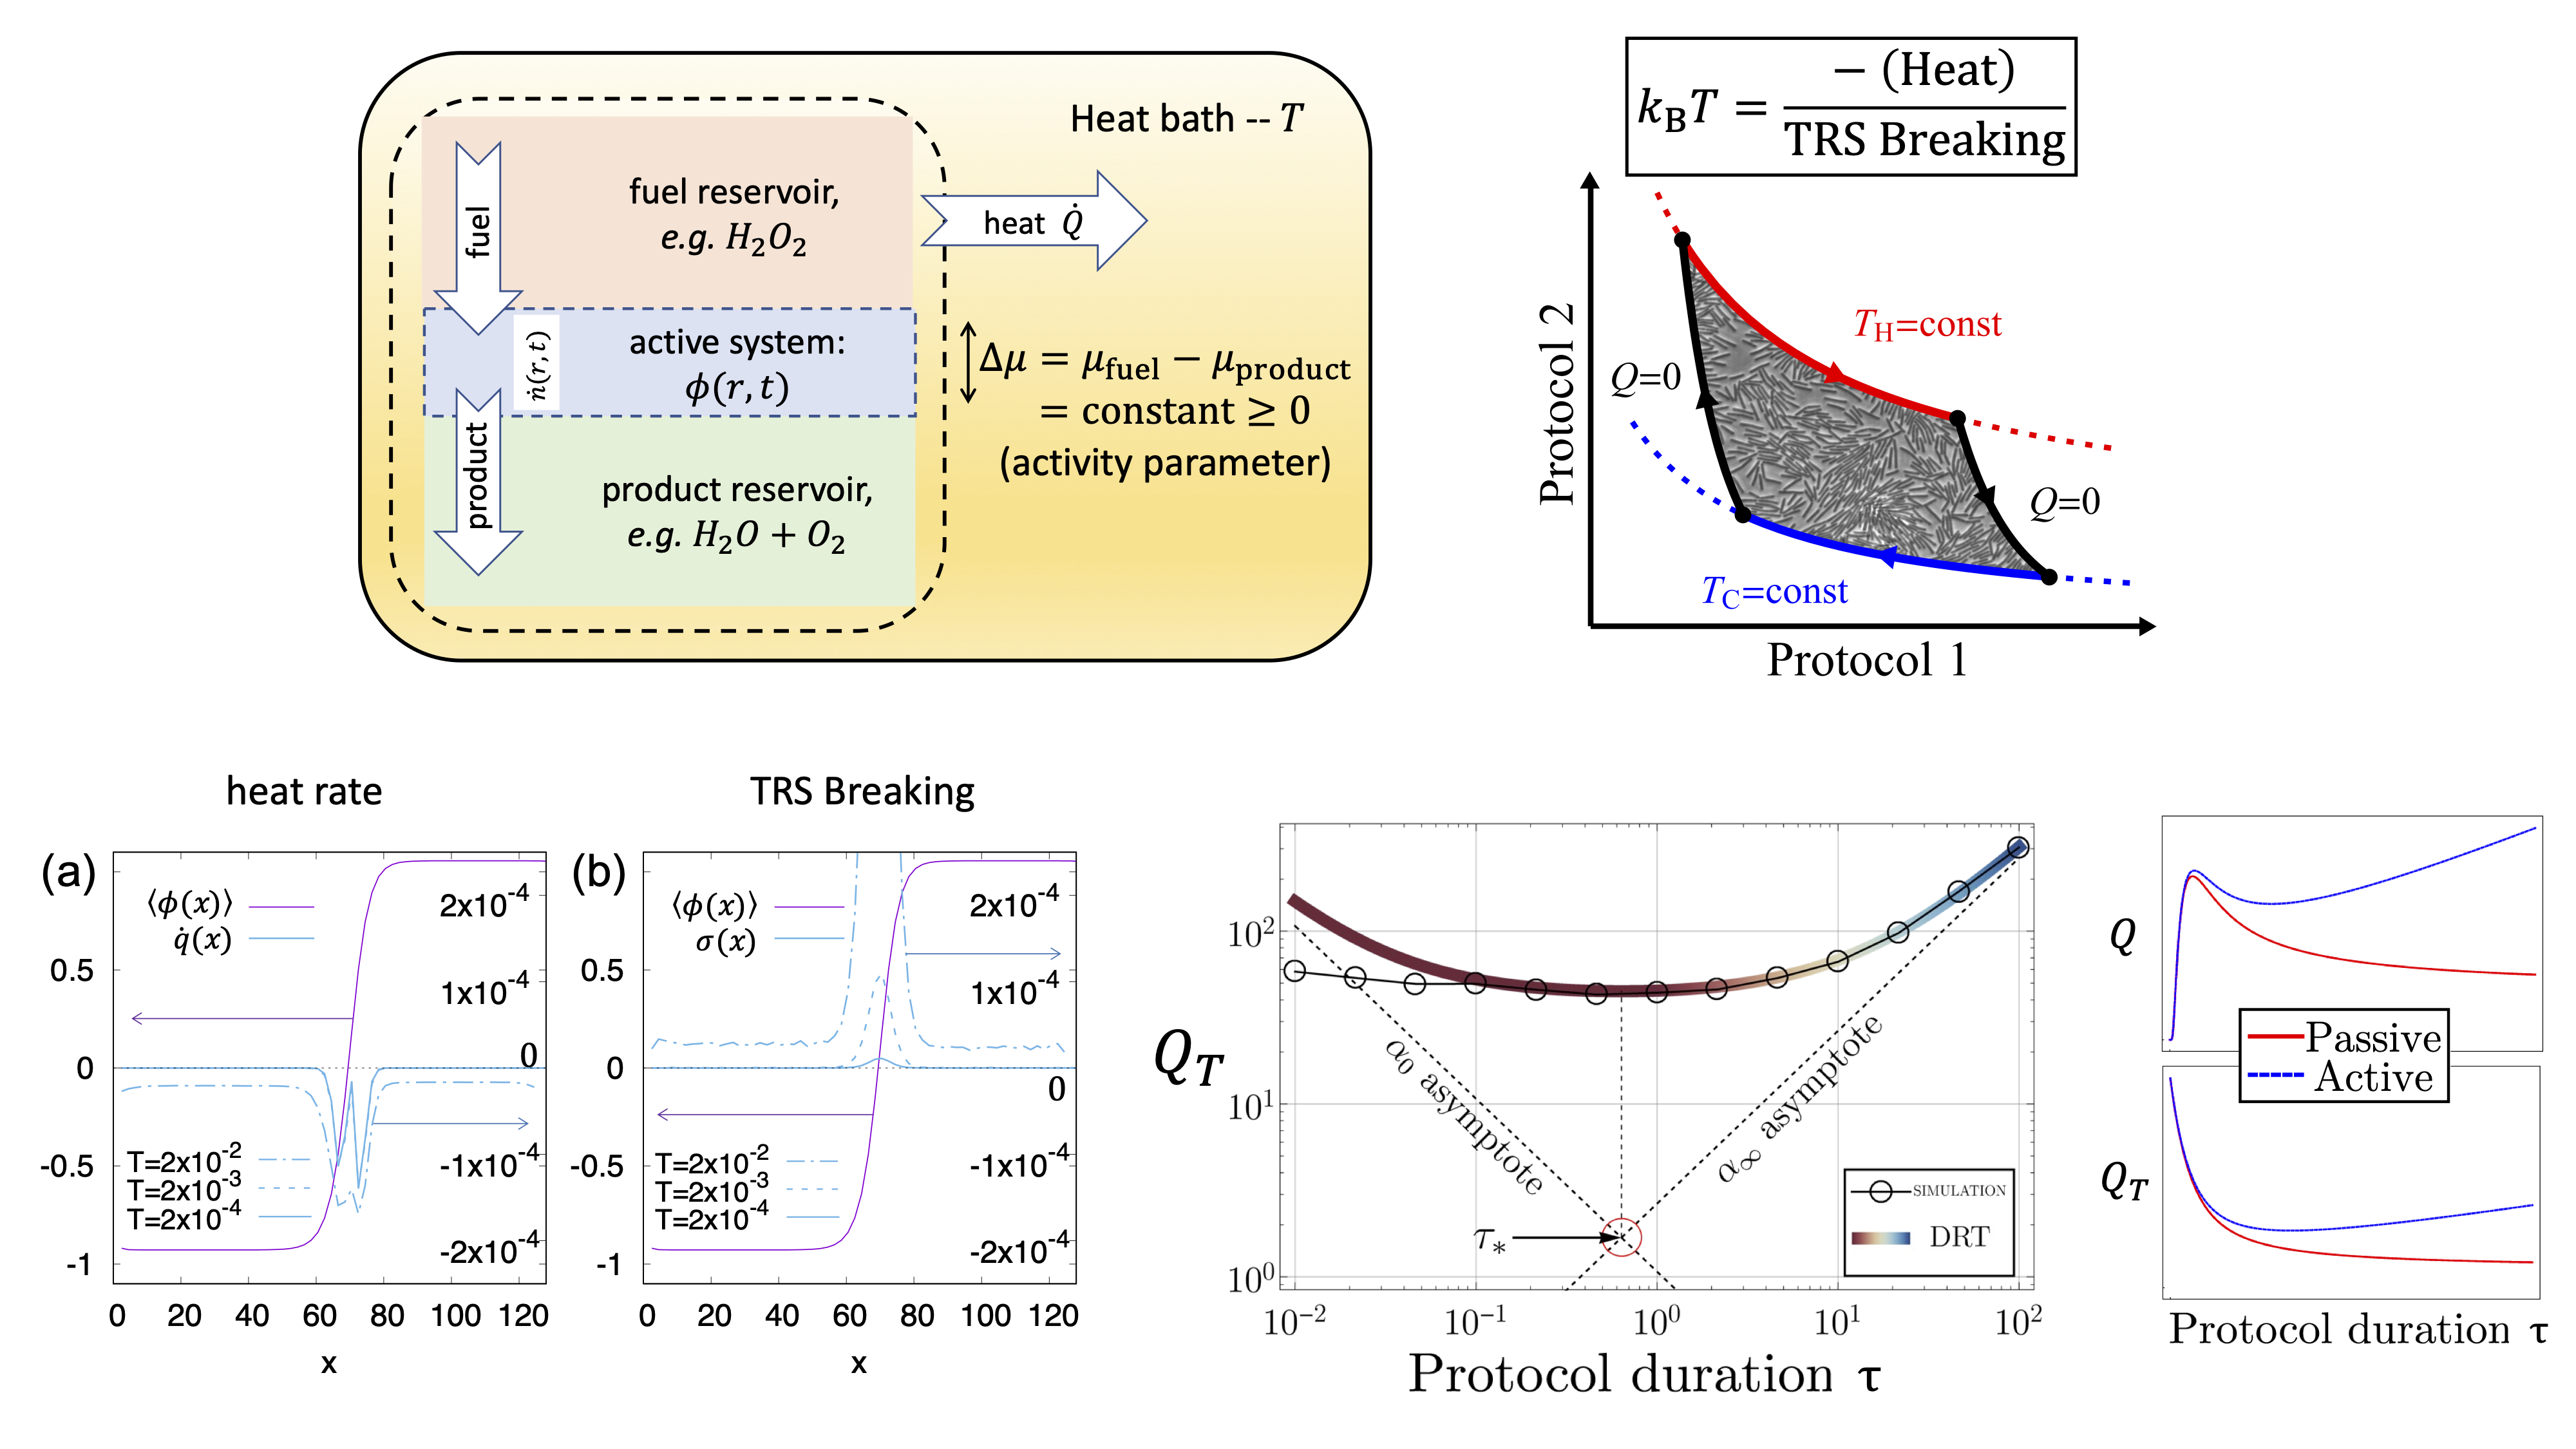 Heat bath -- T
fuel reservoir,
e.g. H₂O₂
fuel
heat Q̇
ṅ(r, t)
active system:
ϕ(r, t)
Δμ = μ_fuel − μ_product
= constant ≥ 0
(activity parameter)
product
product reservoir,
e.g. H₂O + O₂
k_B T = − (Heat) / TRS Breaking
Protocol 2
T_H=const
Q=0
Q=0
T_C=const
Protocol 1
heat rate
(a)
⟨ϕ(x)⟩
q̇(x)
2x10⁻⁴
0.5
1x10⁻⁴
0
0
T=2x10⁻²
T=2x10⁻³
T=2x10⁻⁴
-0.5
-1x10⁻⁴
-2x10⁻⁴
-1
0 20 40 60 80 100 120
x
TRS Breaking
(b)
⟨ϕ(x)⟩
σ(x)
2x10⁻⁴
0.5
1x10⁻⁴
0
0
T=2x10⁻²
T=2x10⁻³
T=2x10⁻⁴
-0.5
-1x10⁻⁴
-2x10⁻⁴
-1
0 20 40 60 80 100 120
x
Q_T
10²
10¹
10⁰
α₀ asymptote
α∞ asymptote
τ*
SIMULATION
DRT
10⁻² 10⁻¹ 10⁰ 10¹ 10²
Protocol duration τ
Q
Passive
Active
Q_T
Protocol duration τ